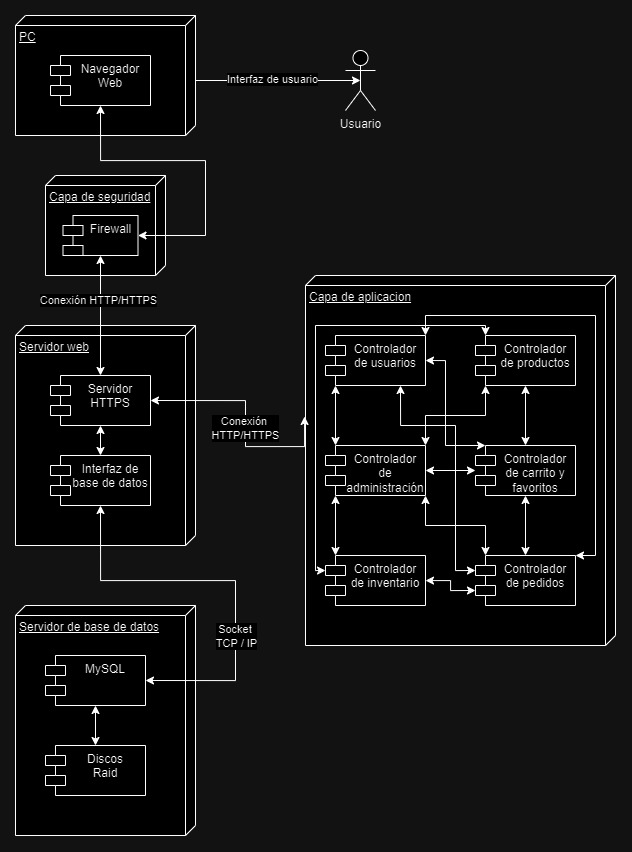 PC
Navegador
Web
Interfaz de usuario
Usuario
Capa de seguridad
Firewall
Conexión HTTP/HTTPS
Servidor web
Servidor
HTTPS
Interfaz de
base de datos
Conexión
HTTP/HTTPS
Capa de aplicacion
Controlador
de usuarios
Controlador
de productos
Controlador
de
administración
Controlador
de carrito y
favoritos
Controlador
de inventario
Controlador
de pedidos
Socket
TCP / IP
Servidor de base de datos
MySQL
Discos
Raid